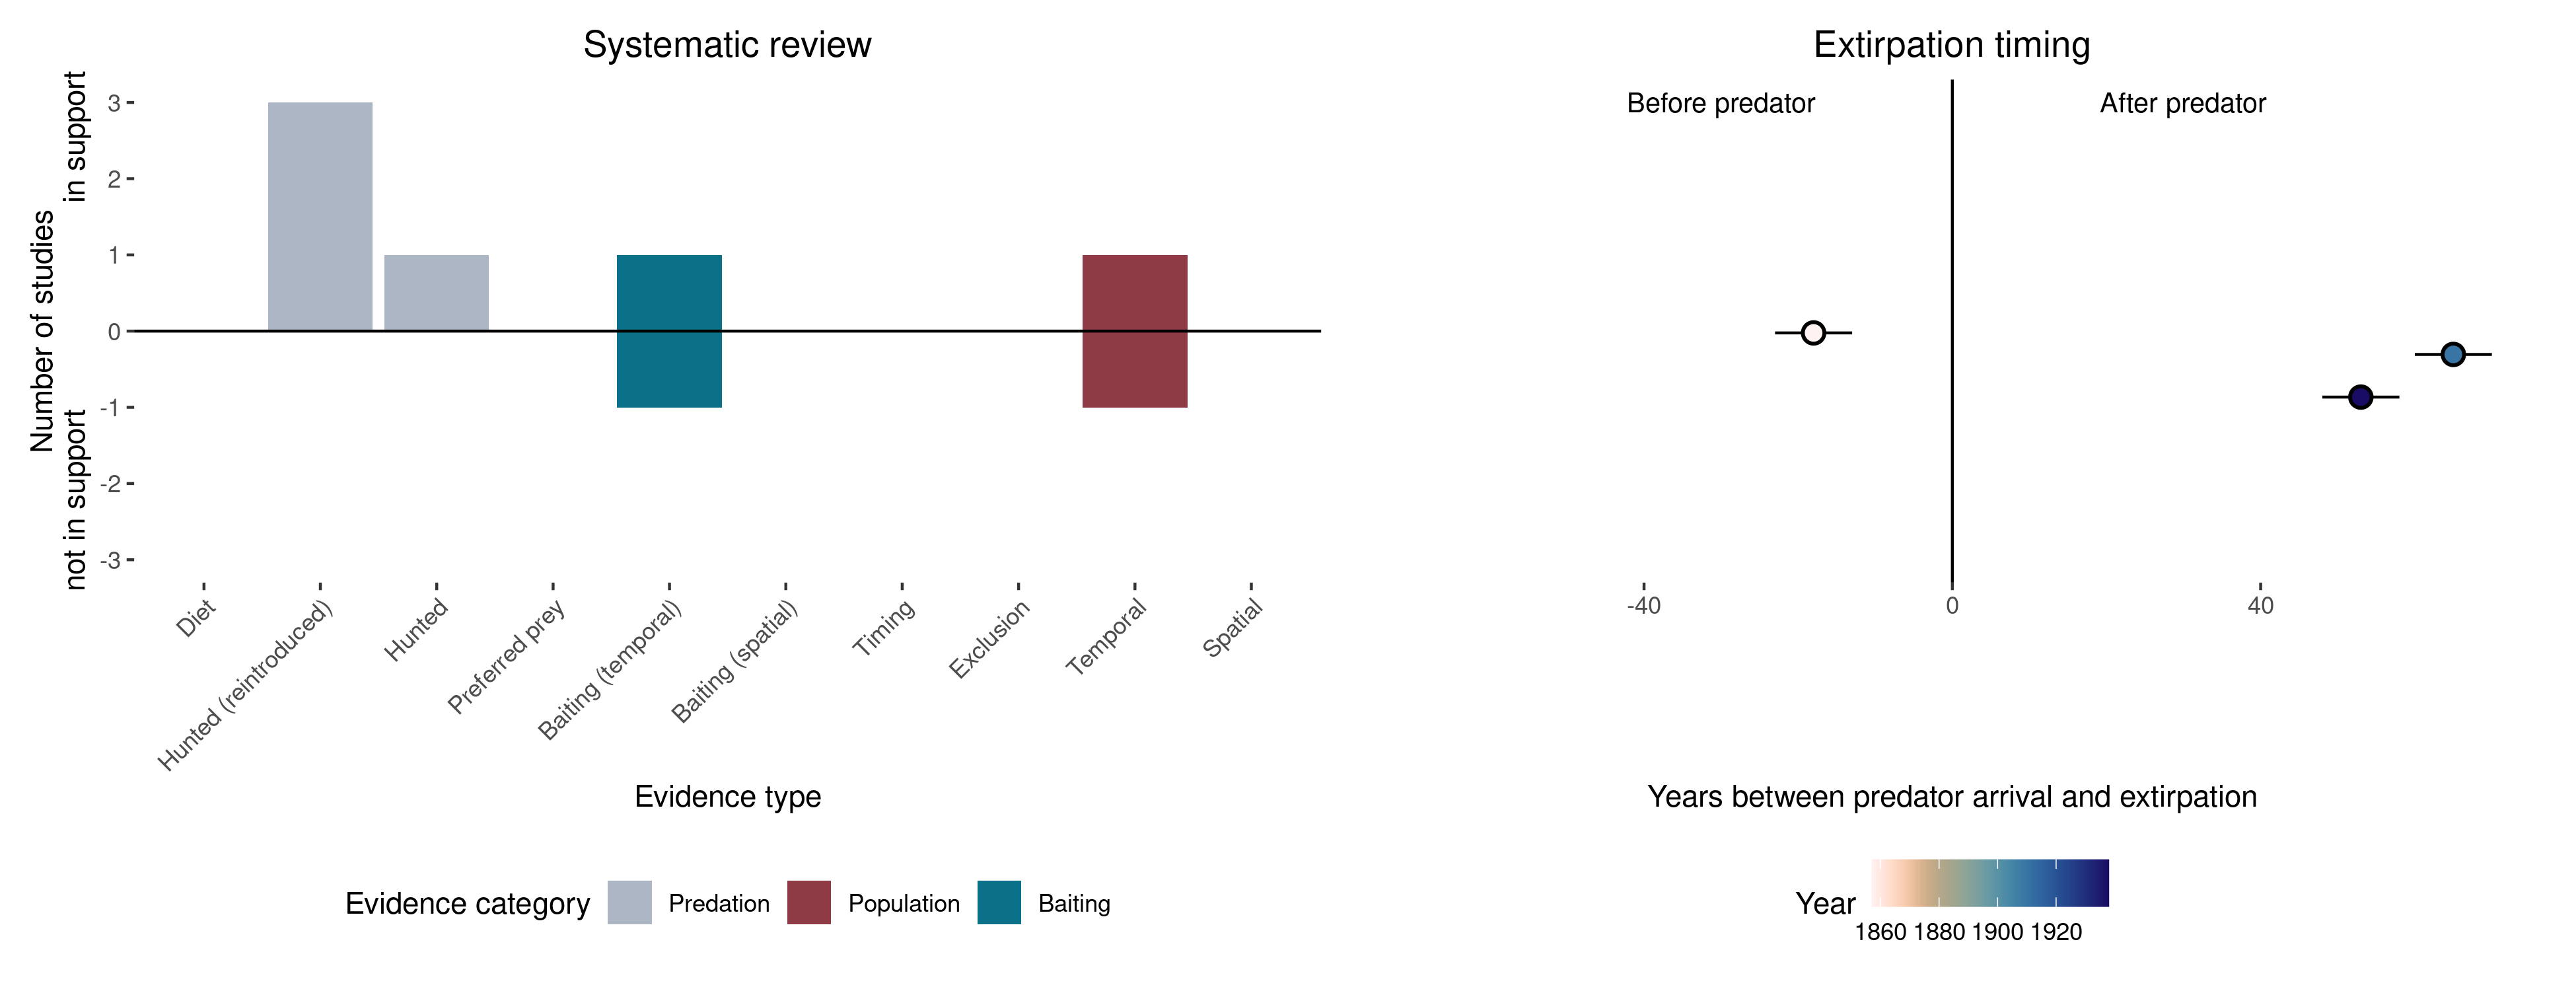 Systematic review
in support
Number of studies
not in support
3
2
1
0
-1
-2
-3
Diet
Hunted (reintroduced)
Hunted
Preferred prey
Baiting (temporal)
Baiting (spatial)
Timing
Exclusion
Temporal
Spatial
Evidence type
Evidence category
Predation
Population
Baiting
Extirpation timing
Before predator
After predator
-40
0
40
Years between predator arrival and extirpation
Year
1860 1880 1900 1920